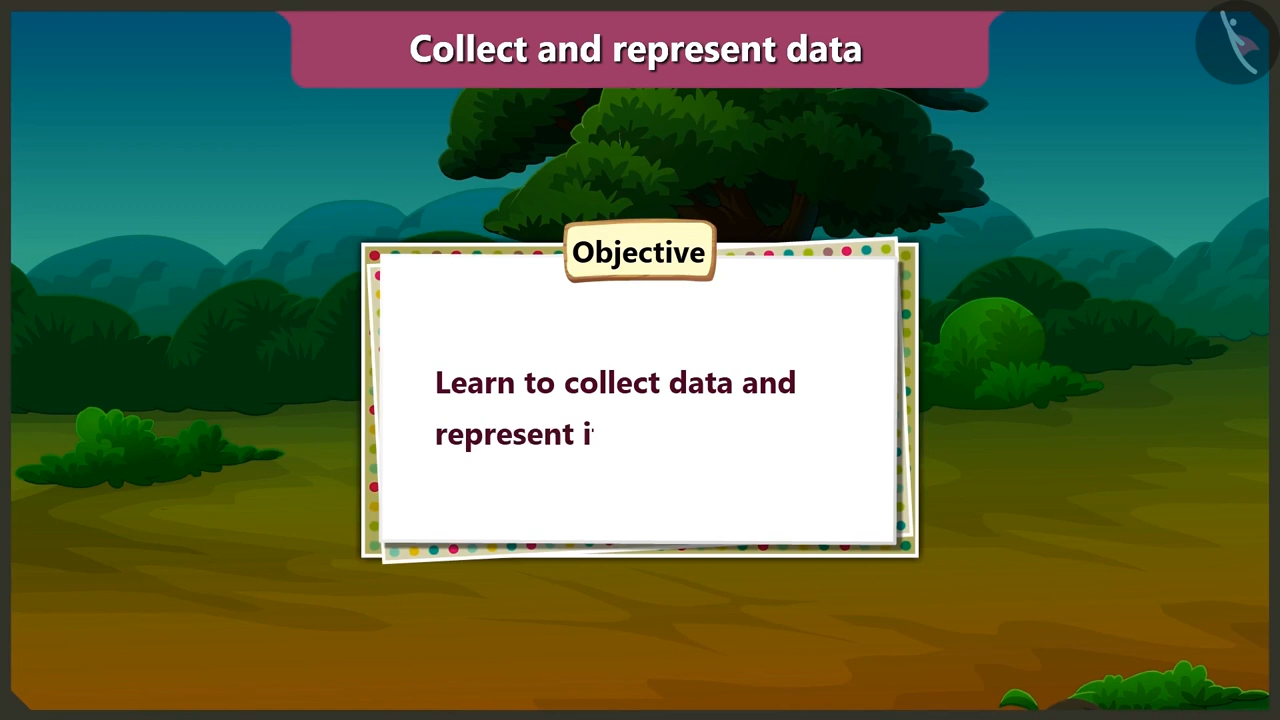 Collect and represent data
Objective
Learn to collect data and
represent i